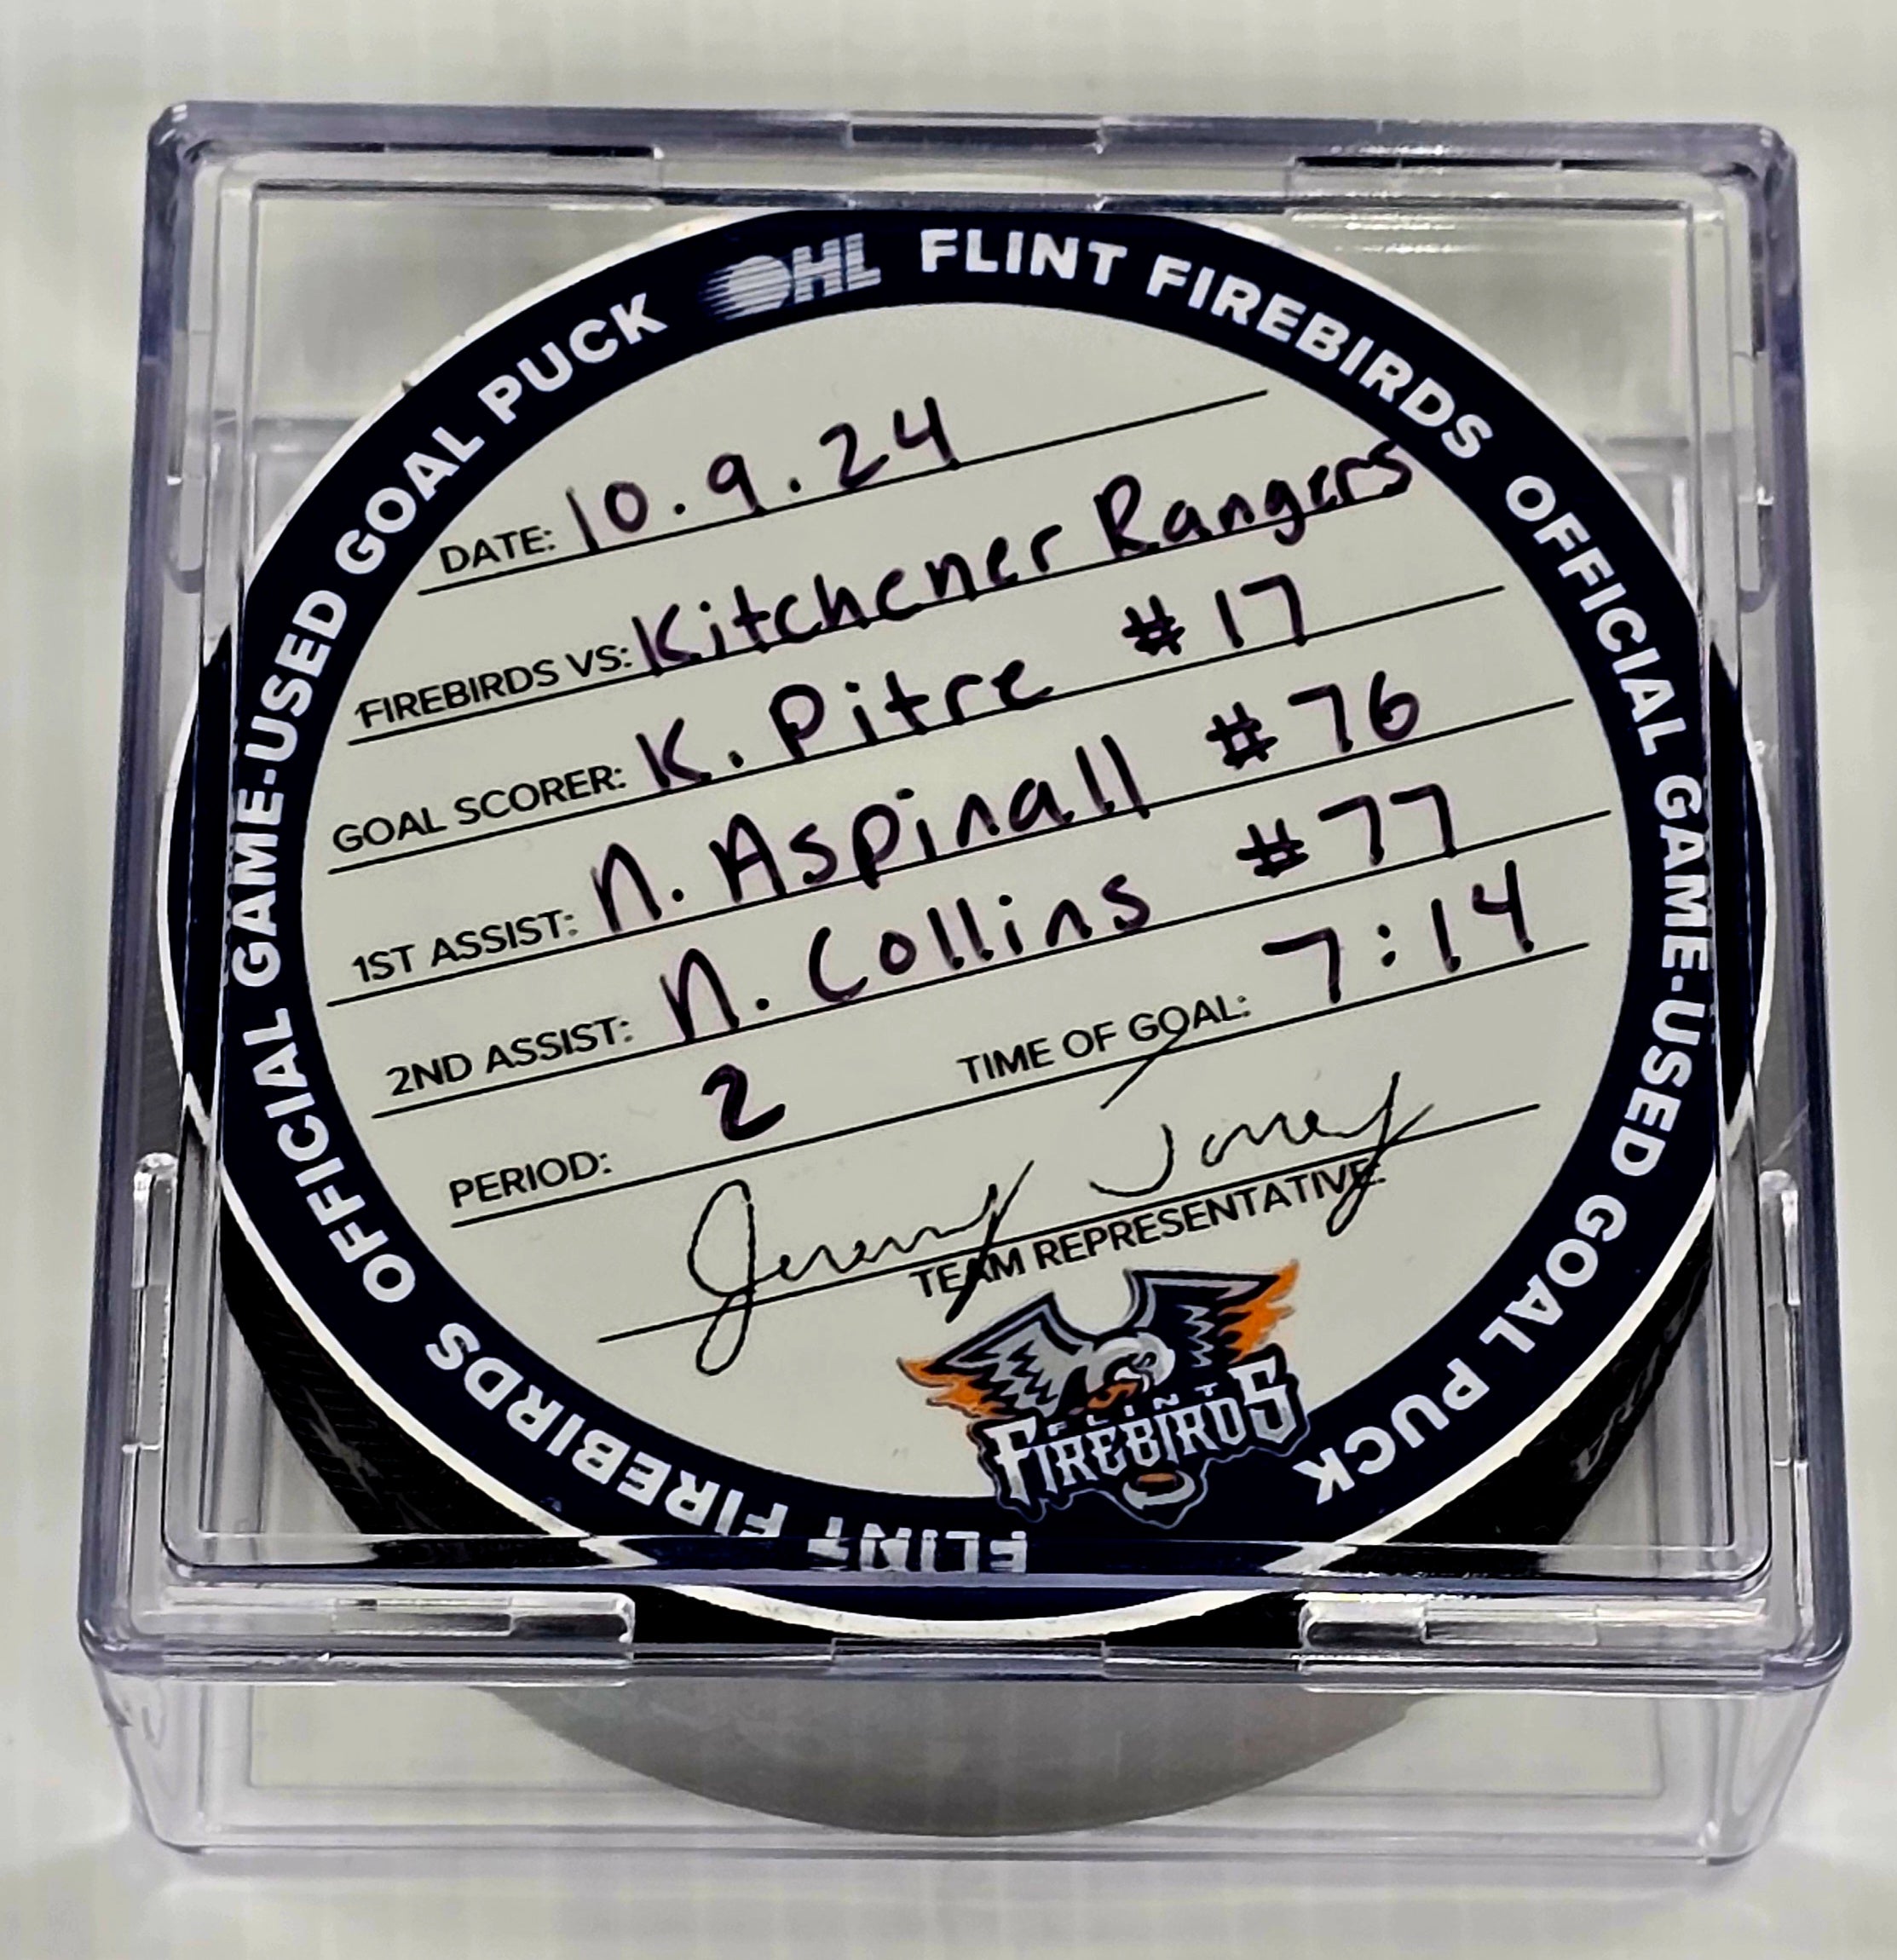 OHL FLINT FIREBIRDS OFFICIAL GAME-USED GOAL PUCK
FLINT FIREBIRDS OFFICIAL GAME-USED GOAL PUCK
DATE: 10.9.24
FIREBIRDS VS: Kitchener Rangers
GOAL SCORER: K. Pitre #17
1ST ASSIST: N. Aspinall #76
2ND ASSIST: N. Collins #77
PERIOD: 2 TIME OF GOAL: 7:14
Jeremy
TEAM REPRESENTATIVE
FLINT
FIREBIRDS